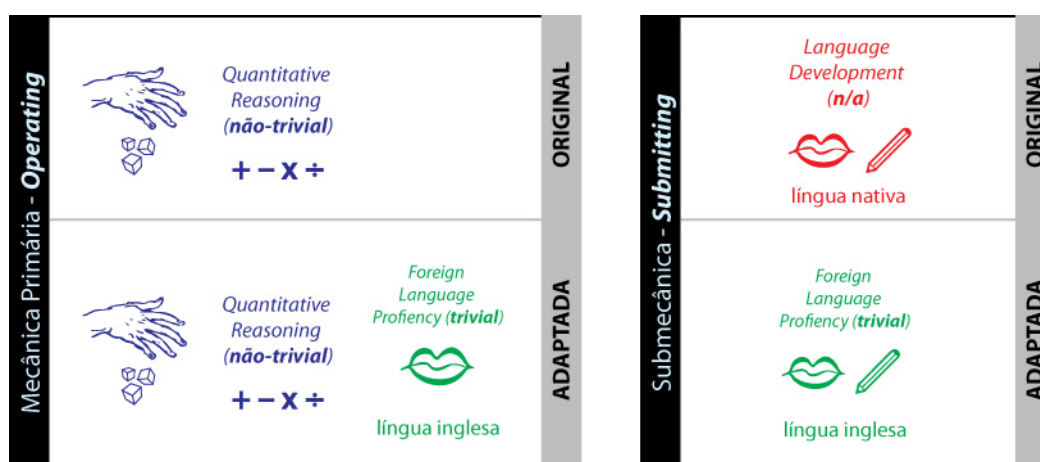 Mecânica Primária - Operating
Quantitative
Reasoning
(não-trivial)
+ − x ÷
ORIGINAL
Quantitative
Reasoning
(não-trivial)
+ − x ÷
Foreign
Language
Profiency (trivial)
língua inglesa
ADAPTADA
Submecânica - Submitting
Language
Development
(n/a)
língua nativa
ORIGINAL
Foreign
Language
Profiency (trivial)
língua inglesa
ADAPTADA